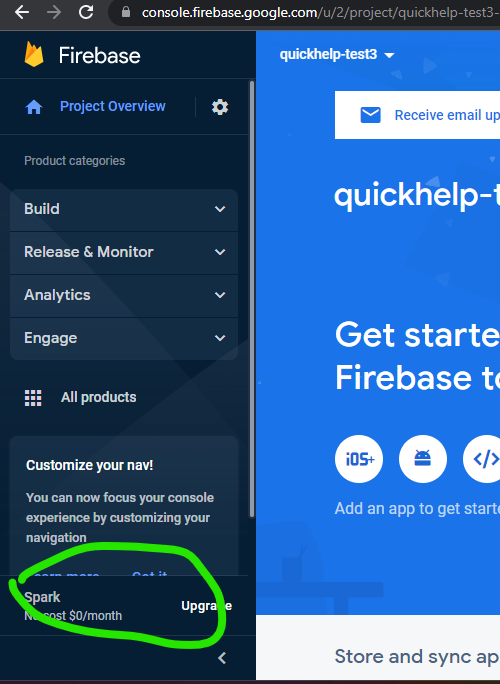 console.firebase.google.com/u/2/project/quickhelp-test3-
Firebase
quickhelp-test3
Project Overview
Receive email up
Product categories
quickhelp-t
Build
Release & Monitor
Analytics
Engage
Get starte
Firebase to
All products
iOS+
</>
Customize your nav!
Add an app to get starte
You can now focus your console
experience by customizing your
navigation
Learn more Got it
Spark
No cost $0/month
Upgrade
Store and sync ap